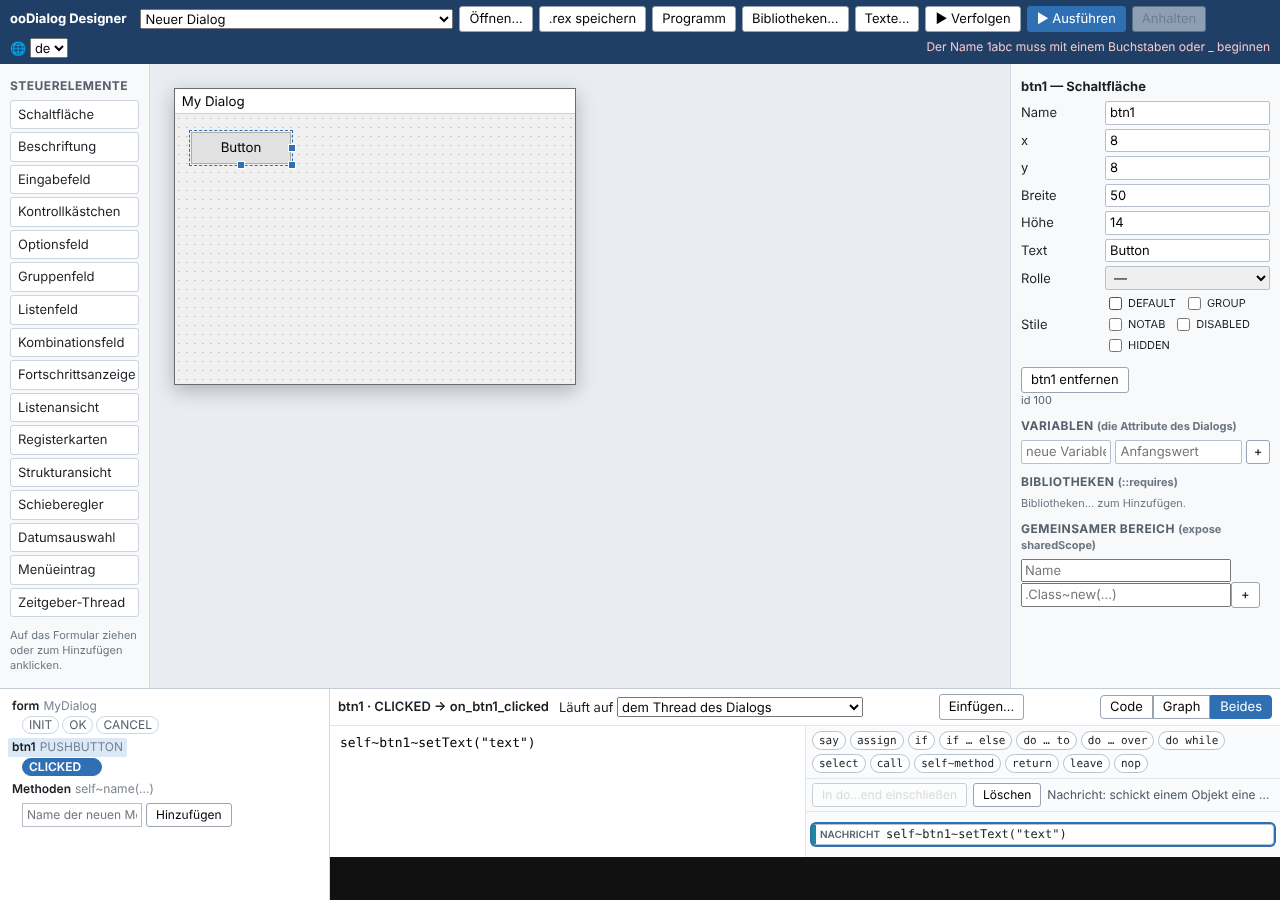 ooDialog Designer
Neuer Dialog
Öffnen...
.rex speichern
Programm
Bibliotheken...
Texte...
▶ Verfolgen
▶ Ausführen
Anhalten
🌐 de
Der Name 1abc muss mit einem Buchstaben oder _ beginnen
STEUERELEMENTE
Schaltfläche
Beschriftung
Eingabefeld
Kontrollkästchen
Optionsfeld
Gruppenfeld
Listenfeld
Kombinationsfeld
Fortschrittsanzeige
Listenansicht
Registerkarten
Strukturansicht
Schieberegler
Datumsauswahl
Menüeintrag
Zeitgeber-Thread
Auf das Formular ziehen
oder zum Hinzufügen
anklicken.
My Dialog
Button
btn1 — Schaltfläche
Name btn1
x 8
y 8
Breite 50
Höhe 14
Text Button
Rolle —
Stile
DEFAULT GROUP
NOTAB DISABLED
HIDDEN
btn1 entfernen
id 100
VARIABLEN (die Attribute des Dialogs)
neue Variable Anfangswert +
BIBLIOTHEKEN (::requires)
Bibliotheken... zum Hinzufügen.
GEMEINSAMER BEREICH (expose
sharedScope)
Name
.Class~new(...) +
form MyDialog
INIT OK CANCEL
btn1 PUSHBUTTON
CLICKED
Methoden self~name(...)
Name der neuen Me Hinzufügen
btn1 · CLICKED → on_btn1_clicked
Läuft auf dem Thread des Dialogs
Einfügen...
Code Graph Beides
self~btn1~setText("text")
say assign if if … else do … to do … over do while
select call self~method return leave nop
In do...end einschließen Löschen Nachricht: schickt einem Objekt eine ...
NACHRICHT self~btn1~setText("text")